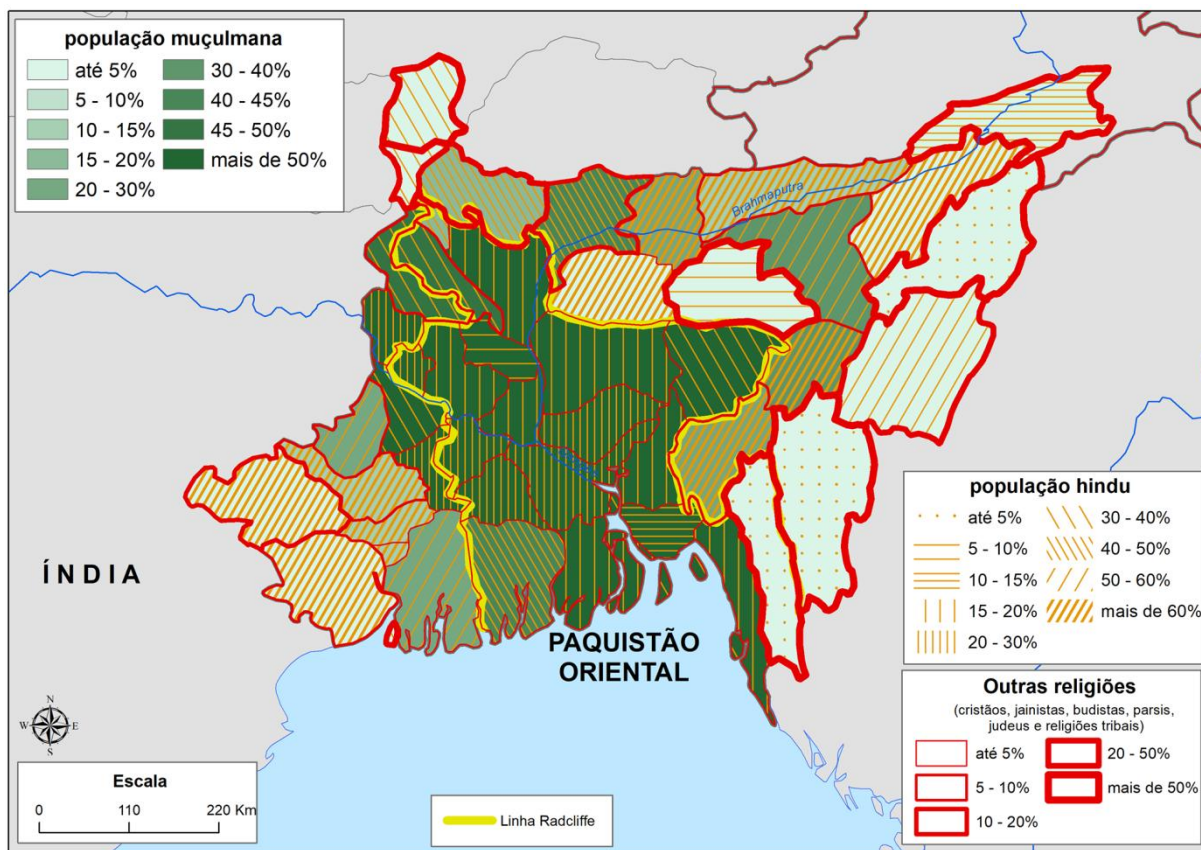 população muçulmana
até 5%
5 - 10%
10 - 15%
15 - 20%
20 - 30%
30 - 40%
40 - 45%
45 - 50%
mais de 50%
Brahmaputra
ÍNDIA
PAQUISTÃO
ORIENTAL
população hindu
até 5%
5 - 10%
10 - 15%
15 - 20%
20 - 30%
30 - 40%
40 - 50%
50 - 60%
mais de 60%
Outras religiões
(cristãos, jainistas, budistas, parsis,
judeus e religiões tribais)
até 5%
5 - 10%
10 - 20%
20 - 50%
mais de 50%
N
W E
S
Escala
0 110 220 Km
Linha Radcliffe